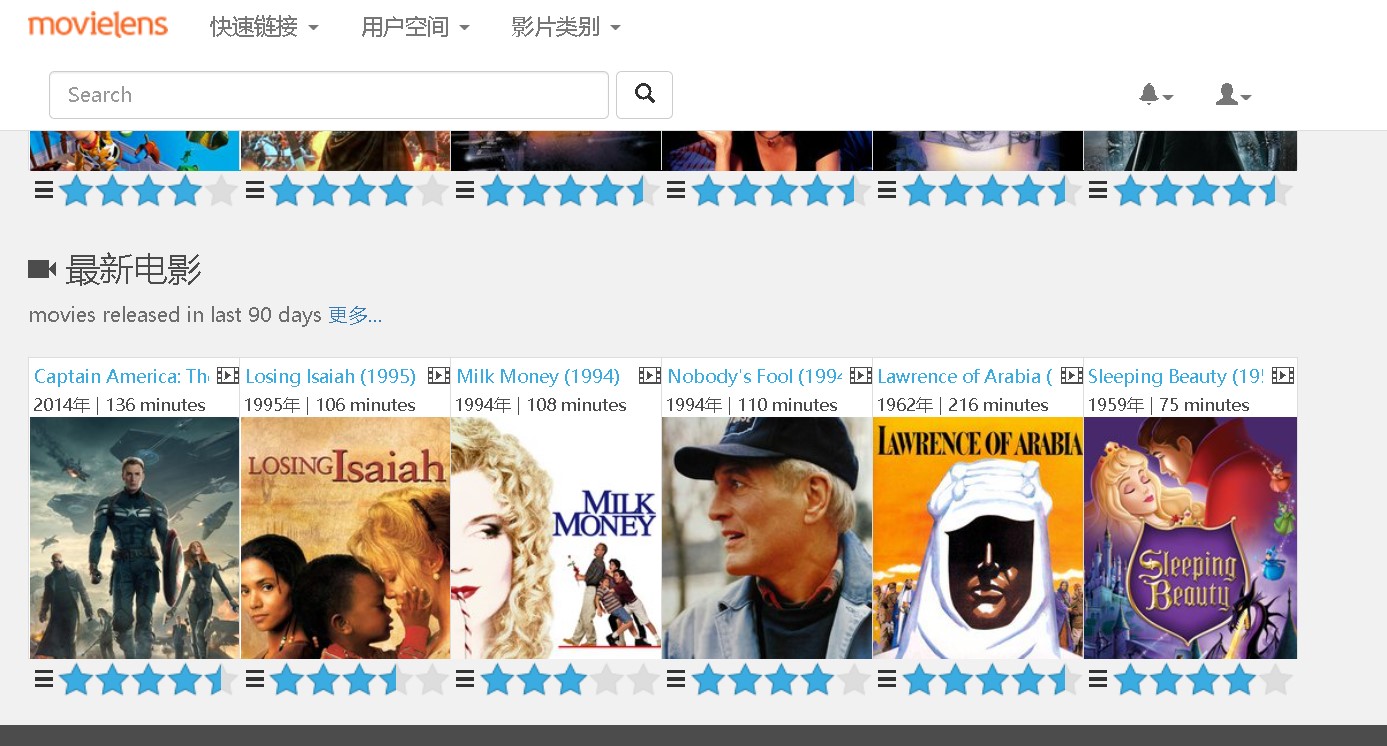 movielens 快速链接 用户空间 影片类别
Search
最新电影
movies released in last 90 days 更多...
Captain America: The Losing Isaiah (1995) Milk Money (1994) Nobody's Fool (1994 Lawrence of Arabia ( Sleeping Beauty (195
2014年 | 136 minutes 1995年 | 106 minutes 1994年 | 108 minutes 1994年 | 110 minutes 1962年 | 216 minutes 1959年 | 75 minutes
LOSING Isaiah
MILK
MONEY
LAWRENCE OF ARABIA
Sleeping
Beauty